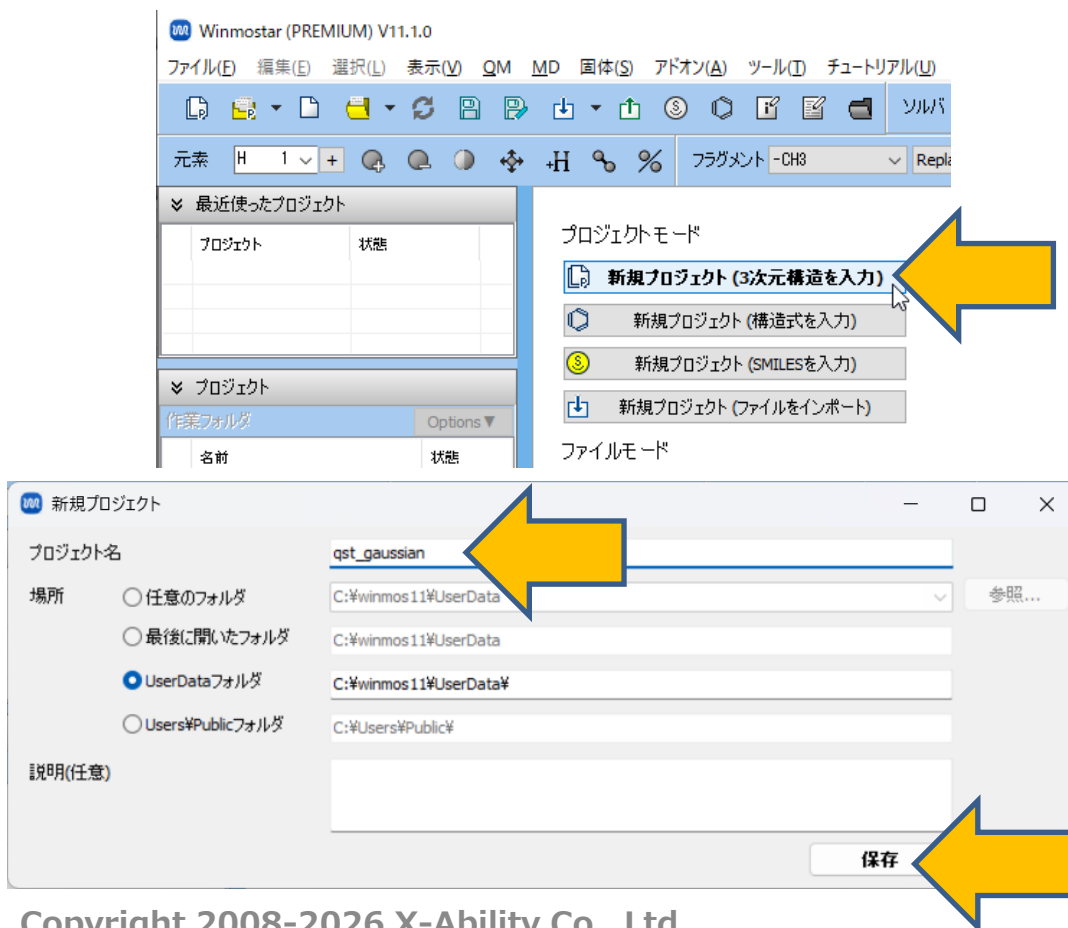 Winmostar (PREMIUM) V11.1.0
ファイル(F) 編集(E) 選択(L) 表示(V) QM MD 固体(S) アドオン(A) ツール(T) チュートリアル(U)
ソルバ
元素 H 1 +H フラグメント -CH3
最近使ったプロジェクト
プロジェクト 状態
プロジェクトモード
新規プロジェクト (3次元構造を入力)
新規プロジェクト (構造式を入力)
新規プロジェクト (SMILESを入力)
新規プロジェクト (ファイルをインポート)
プロジェクト
作業フォルダ Options▼
名前 状態
ファイルモード
新規プロジェクト
プロジェクト名 qst_gaussian
場所 任意のフォルダ C:¥winmos11¥UserData 参照...
最後に開いたフォルダ C:¥winmos11¥UserData
UserDataフォルダ C:¥winmos11¥UserData¥
Users¥Publicフォルダ C:¥Users¥Public¥
説明(任意)
保存
Copyright 2008-2026 X-Ability Co., Ltd.